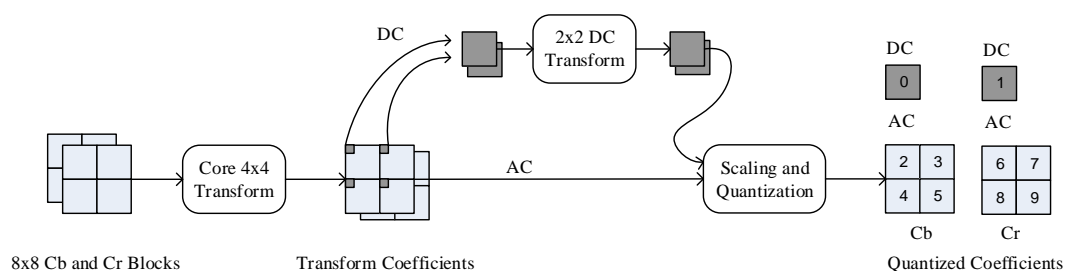 DC
2x2 DC
Transform
DC
DC
0
1
AC
AC
Core 4x4
Transform
AC
Scaling and
Quantization
2 3
4 5
6 7
8 9
Cb
Cr
8x8 Cb and Cr Blocks
Transform Coefficients
Quantized Coefficients